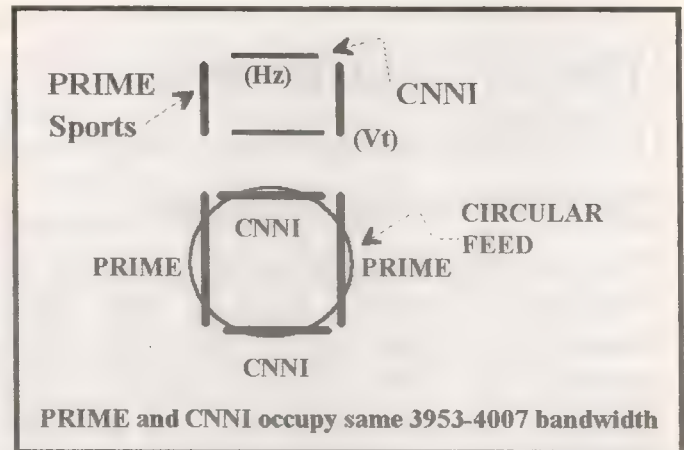 (Hz)
PRIME
Sports
CNNI
(Vt)
CNNI
CIRCULAR
FEED
PRIME
PRIME
CNNI
PRIME and CNNI occupy same 3953-4007 bandwidth